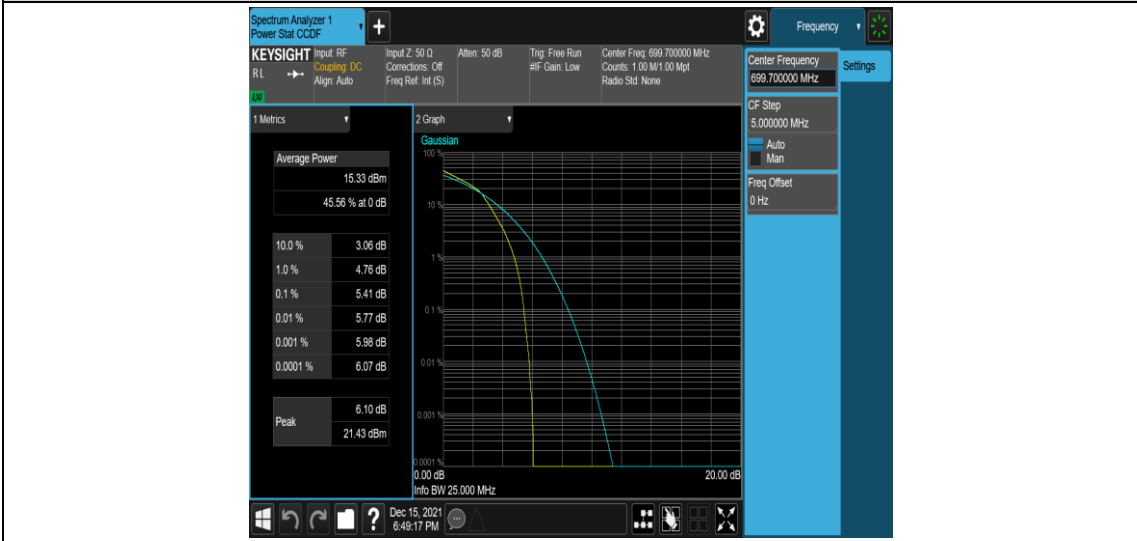 Spectrum Analyzer 1
Power Stat CCDF
+
Frequency
KEYSIGHT
RL
LNI
Input: RF
Coupling: DC
Align: Auto
Input Z: 50 Ω
Corrections: Off
Freq Ref: Int (S)
Atten: 50 dB
Trig: Free Run
#IF Gain: Low
Center Freq: 699.700000 MHz
Counts: 1.00 M/1.00 Mpt
Radio Std: None
Center Frequency
699.700000 MHz
Settings
CF Step
5.000000 MHz
Auto
Man
Freq Offset
0 Hz
1 Metrics
Average Power
15.33 dBm
45.56 % at 0 dB
10.0 % 3.06 dB
1.0 % 4.76 dB
0.1 % 5.41 dB
0.01 % 5.77 dB
0.001 % 5.98 dB
0.0001 % 6.07 dB
Peak
6.10 dB
21.43 dBm
2 Graph
Gaussian
100 %
10 %
1 %
0.1 %
0.01 %
0.001 %
0.0001 %
0.00 dB
20.00 dB
Info BW 25.000 MHz
?
Dec 15, 2021
6:49:17 PM